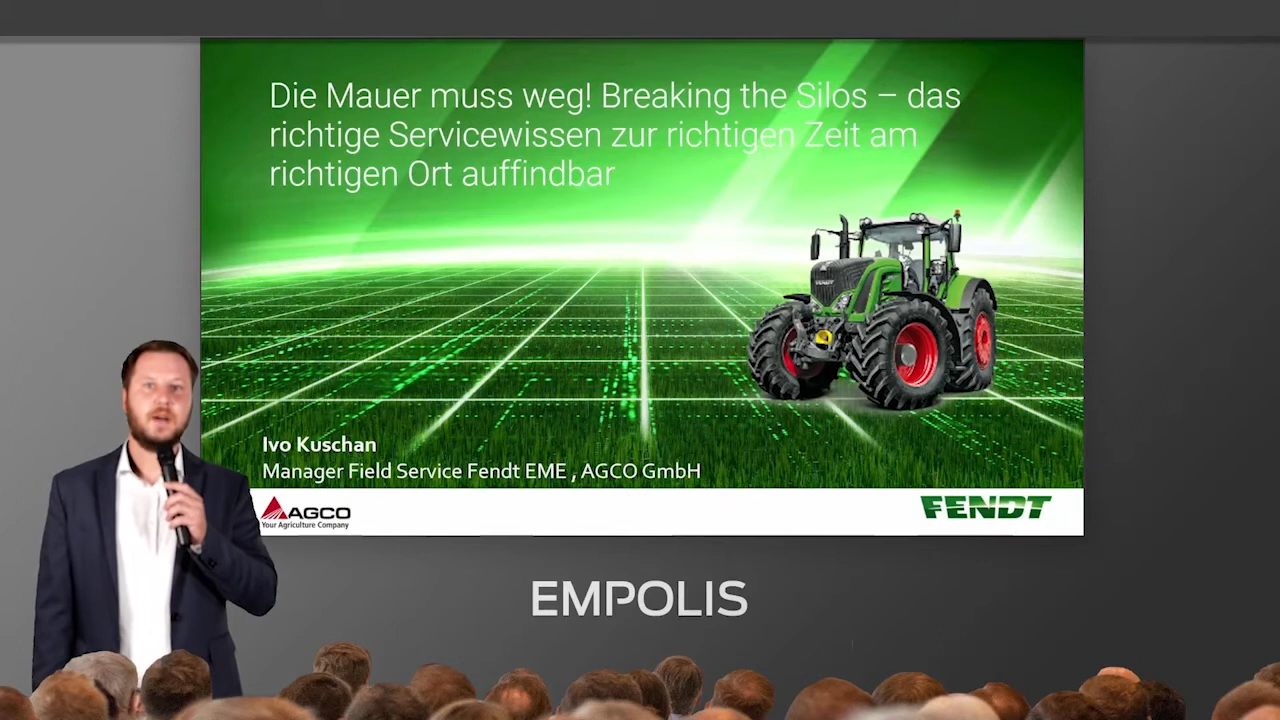 Die Mauer muss weg! Breaking the Silos – das
richtige Servicewissen zur richtigen Zeit am
richtigen Ort auffindbar
FENDT
Ivo Kuschan
Manager Field Service Fendt EME , AGCO GmbH
AGCO
Your Agriculture Company
FENDT
EMPOLIS